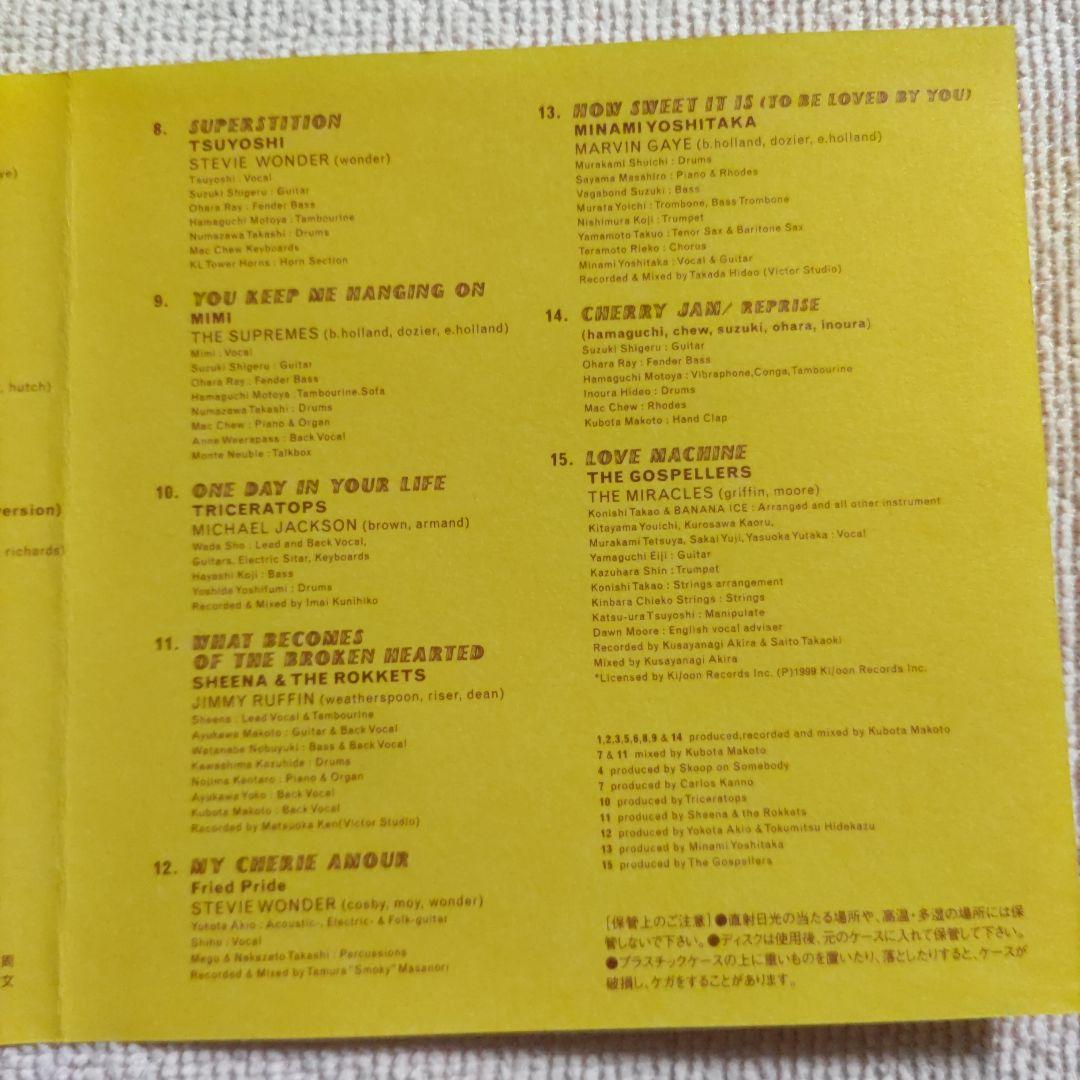 ve)
, hutch)
version)
richards)
周
文
8. SUPERSTITION
TSUYOSHI
STEVIE WONDER (wonder)
Tsuyoshi : Vocal
Suzuki Shigeru : Guitar
Ohara Ray : Fender Bass
Hamaguchi Motoya : Tambourine
Numazawa Takashi : Drums
Mac Chew Keyboards
Ki. Tower Horns : Horn Section
9. YOU KEEP ME HANGING ON
MIMI
THE SUPREMES (b.holland, dozier, e.holland)
Mimi : Vocal
Suzuki Shigeru : Guitar
Ohara Ray : Fender Bass
Hamaguchi Motoya : Tambourine.Sofa
Numazawa Takashi : Drums
Mac Chew : Piano & Organ
Anne Weerapass : Back Vocal
Monte Neuble : Talkbox
10. ONE DAY IN YOUR LIFE
TRICERATOPS
MICHAEL JACKSON (brown, armand)
Wada Sho : Lead and Back Vocal,
Guitars, Electric Sitar, Keyboards
Hayashi Koji : Bass
Yoshida Yoshifumi : Drums
Recorded & Mixed by Imai Kunihiko
11. WHAT BECOMES
OF THE BROKEN HEARTED
SHEENA & THE ROKKETS
JIMMY RUFFIN (weatherspoon, riser, dean)
Sheena : Lead Vocal & Tambourine
Ayukawa Makoto : Guitar & Back Vocal
Watanabe Nobuyuki : Bass & Back Vocal
Kawashima Kazuhide : Drums
Nojima Kentaro : Piano & Organ
Ayukawa Yoko : Back Vocal
Kubota Makoto : Back Vocal
Recorded by Matsuoka Ken(Victor Studio)
12. MY CHERIE AMOUR
Fried Pride
STEVIE WONDER (cosby, moy, wonder)
Yokota Akio : Acoustic-, Electric- & Folk-guitar
Shiho : Vocal
Megu & Nakazato Takashi : Percussions
Recorded & Mixed by Tamura "Smoky" Masanori
13. HOW SWEET IT IS (TO BE LOVED BY YOU)
MINAMI YOSHITAKA
MARVIN GAYE (b.holland, dozier, e.holland)
Murakami Shuichi : Drums
Sayama Masahiro : Piano & Rhodes
Vagabond Suzuki : Bass
Murata Yoichi : Trombone, Bass Trombone
Nishimura Koji : Trumpet
Yamamoto Takuo : Tenor Sax & Baritone Sax
Teramoto Rieko : Chorus
Minami Yoshitaka : Vocal & Guitar
Recorded & Mixed by Takada Hideo (Victor Studio)
14. CHERRY JAM/ REPRISE
(hamaguchi, chew, suzuki, ohara, inoura)
Suzuki Shigeru : Guitar
Ohara Ray : Fender Bass
Hamaguchi Motoya : Vibraphone,Conga,Tambourine
Inoura Hideo : Drums
Mac Chew : Rhodes
Kubota Makoto : Hand Clap
15. LOVE MACHINE
THE GOSPELLERS
THE MIRACLES (griffin, moore)
Konishi Takao & BANANA ICE : Arranged and all other instrument
Kitayama Youichi, Kurosawa Kaoru,
Murakami Tetsuya, Sakai Yuji, Yasuoka Yutaka : Vocal
Yamaguchi Eiji : Guitar
Kazuhara Shin : Trumpet
Konishi Takao : Strings arrangement
Kinbara Chieko Strings : Strings
Katsu-ura Tsuyoshi : Manipulate
Dawn Moore : English vocal adviser
Recorded by Kusayanagi Akira & Saito Takaoki
Mixed by Kusayanagi Akira
*Licensed by Ki/oon Records Inc. (P)1999 Ki/oon Records Inc.
1,2,3,5,6,8,9 & 14 produced,recorded and mixed by Kubota Makoto
7 & 11 mixed by Kubota Makoto
4 produced by Skoop on Somebody
7 produced by Carlos Kanno
10 produced by Triceratops
11 produced by Sheena & the Rokkets
12 produced by Yokota Akio & Tokumitsu Hidekazu
13 produced by Minami Yoshitaka
15 produced by The Gospellers
[保管上のご注意]●直射日光の当たる場所や、高温・多湿の場所には保
管しないで下さい。●ディスクは使用後、元のケースに入れて保管して下さい。
●プラスチックケースの上に重いものを置いたり、落としたりすると、ケースが
破損し、ケガをすることがあります。